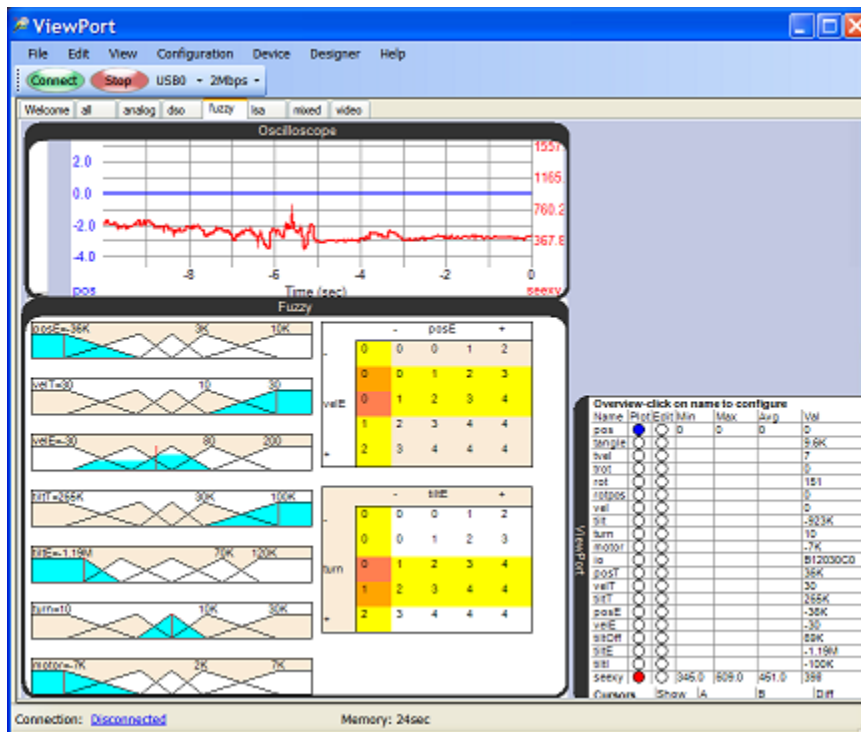 ViewPort
File Edit View Configuration Device Designer Help
Connect Stop USB0 2Mbps
Welcome all analog dso fuzzy lsa mixed video
Oscilloscope
2.0
0.0
-2.0
-4.0
1557
1165.
760.2
367.8
-8 -6 -4 -2 0
pos Time (sec) seexy
Fuzzy
posE=-36K 3K 10K
velT=30 10 30
velE=-30 80 200
tiltT=266K 30K 100K
tiltE=-1.19M 70K 120K
turn=10 10K 30K
motor=-7K 2K 7K
- posE +
- 0 0 0 1 2
0 0 1 2 3
velE 0 1 2 3 4
1 2 3 4 4
+ 2 3 4 4 4
- tiltE +
- 0 0 0 1 2
0 0 1 2 3
turn 0 1 2 3 4
1 2 3 4 4
+ 2 3 4 4 4
ViewPort
Overview-click on name to configure
Name Plot Edit Min Max Avg Val
pos 0 0 0 0
tangle 9.6K
tvel 7
trot 0
rot 151
rotpos 0
vel 0
tilt -923K
turn 10
motor -7K
io B12030C0
posT 36K
velT 30
tiltT 266K
posE -36K
velE -30
tiltOff 89K
tiltE -1.19M
tiltI -100K
seexy 346.0 609.0 461.0 398
Cursors Show A B Diff
Connection: Disconnected Memory: 24sec